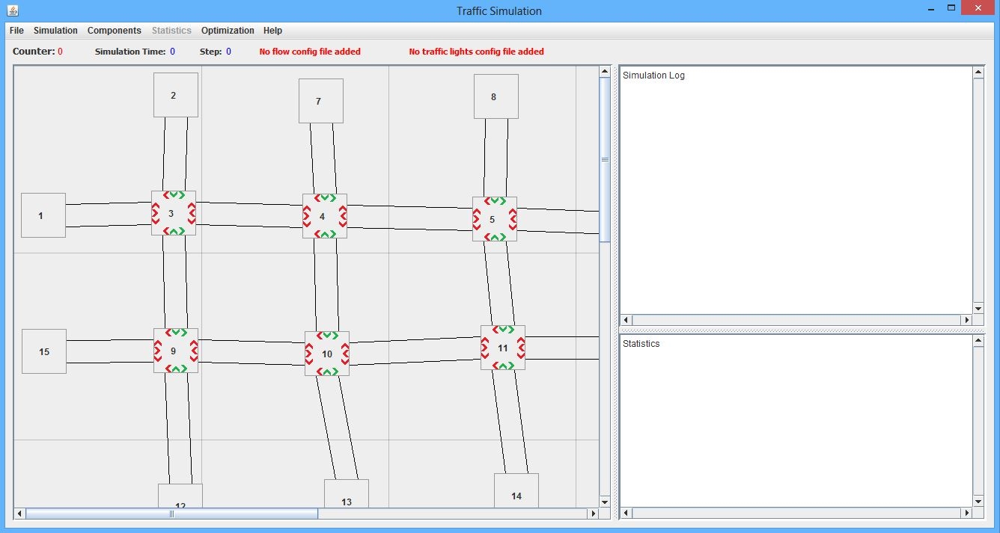 Traffic Simulation
File Simulation Components Statistics Optimization Help
Counter: 0 Simulation Time: 0 Step: 0 No flow config file added No traffic lights config file added
2 7 8
1 3 4 5
15 9 10 11
12 13 14
Simulation Log
Statistics